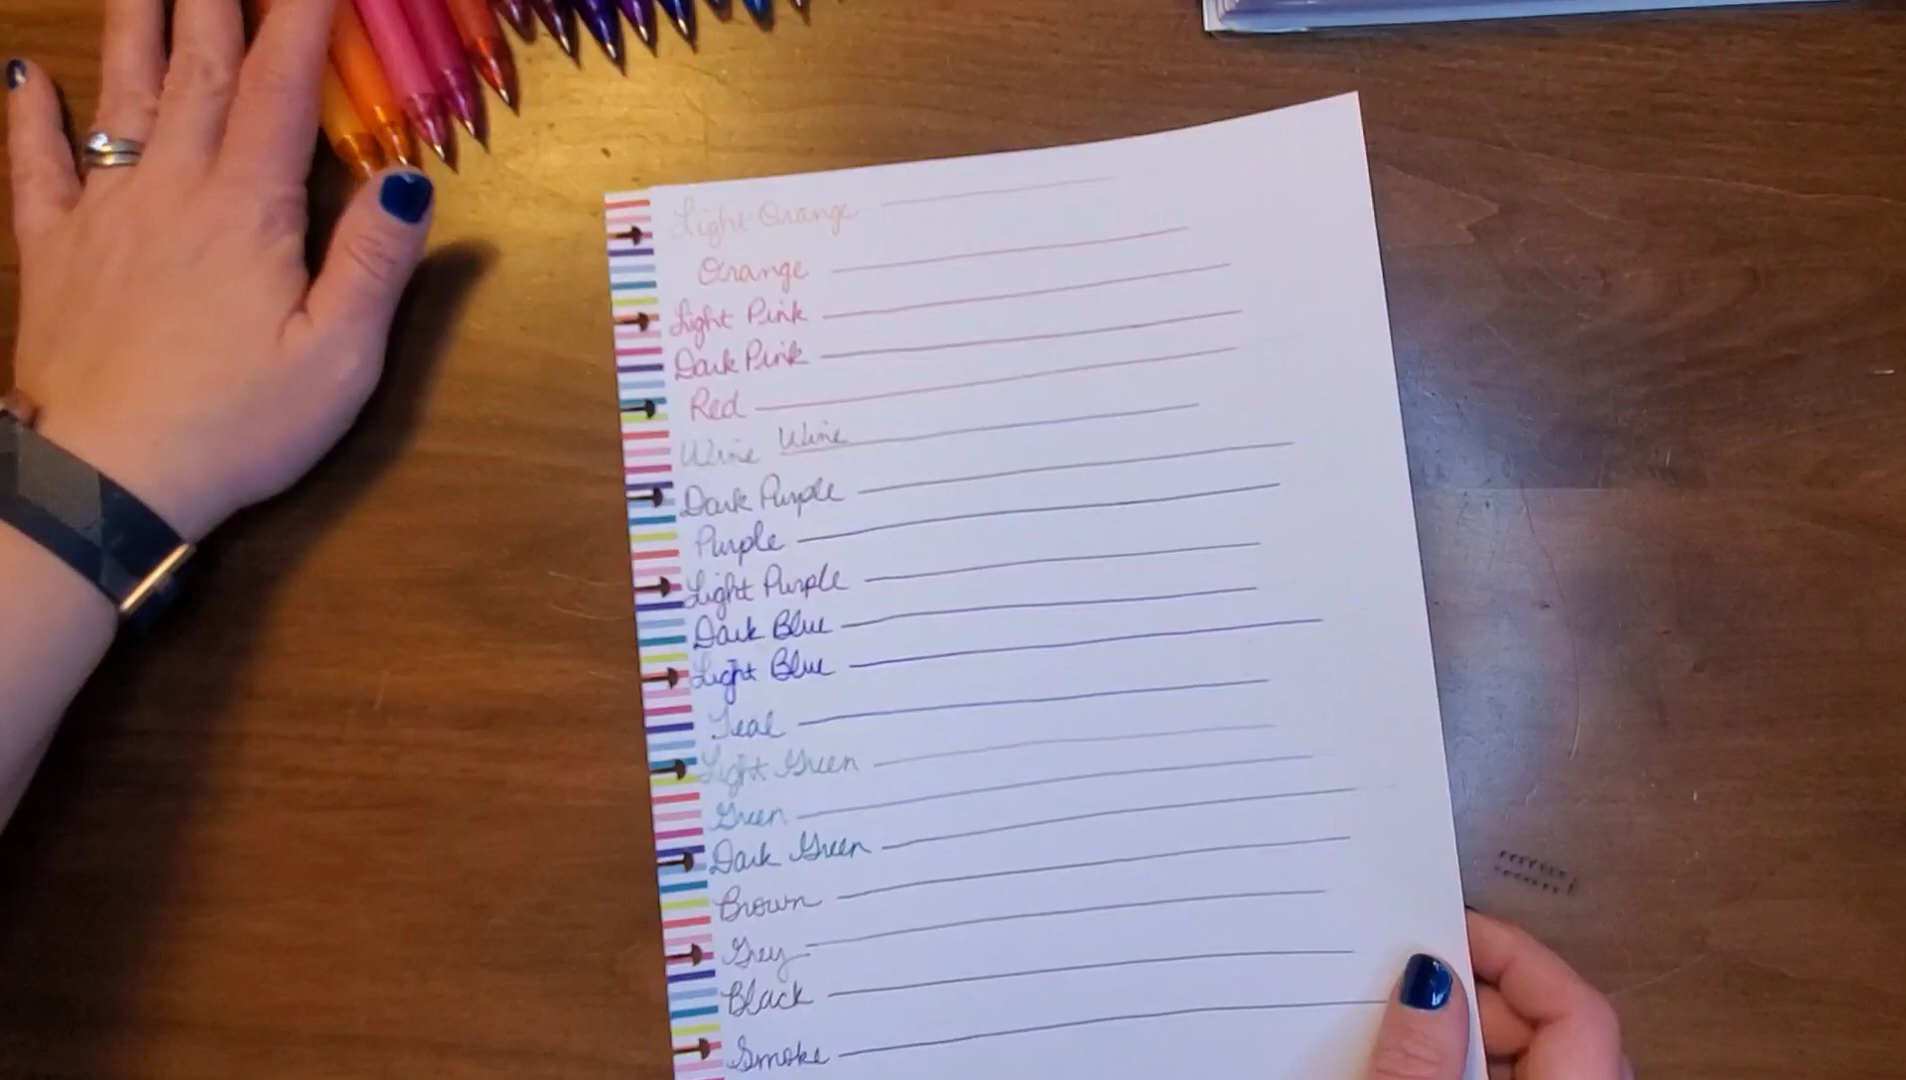 Light Orange
Orange
Light Pink
Dark Pink
Red
Wine Wine
Dark Purple
Purple
Light Purple
Dark Blue
Light Blue
Teal
Light Green
Green
Dark Green
Brown
Grey
Black
Smoke